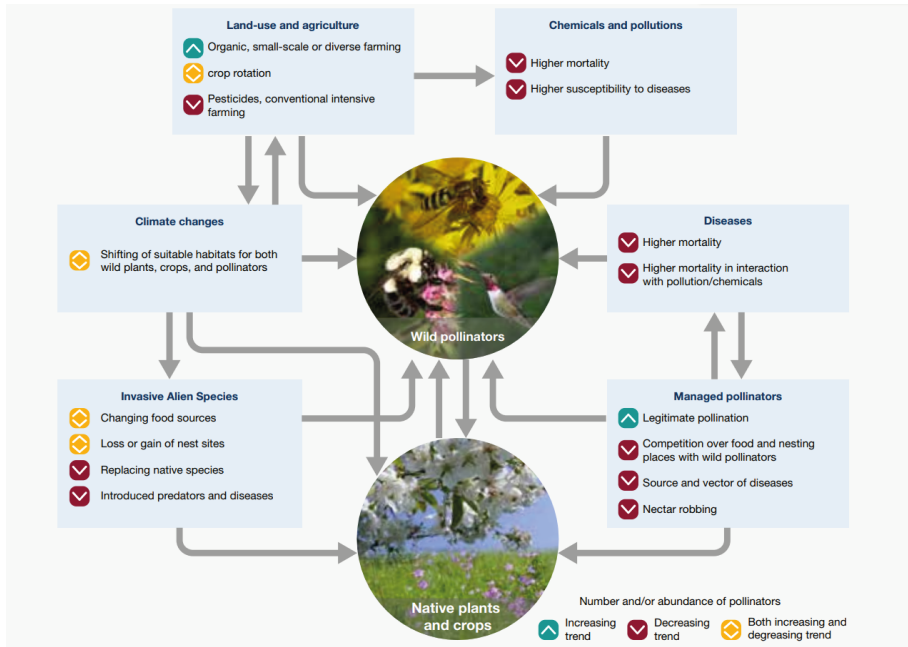 Land-use and agriculture
Organic, small-scale or diverse farming
crop rotation
Pesticides, conventional intensive
farming
Chemicals and pollutions
Higher mortality
Higher susceptibility to diseases
Climate changes
Shifting of suitable habitats for both
wild plants, crops, and pollinators
Wild pollinators
Diseases
Higher mortality
Higher mortality in interaction
with pollution/chemicals
Invasive Alien Species
Changing food sources
Loss or gain of nest sites
Replacing native species
Introduced predators and diseases
Managed pollinators
Legitimate pollination
Competition over food and nesting
places with wild pollinators
Source and vector of diseases
Nectar robbing
Native plants
and crops
Number and/or abundance of pollinators
Increasing
trend
Decreasing
trend
Both increasing and
degreasing trend